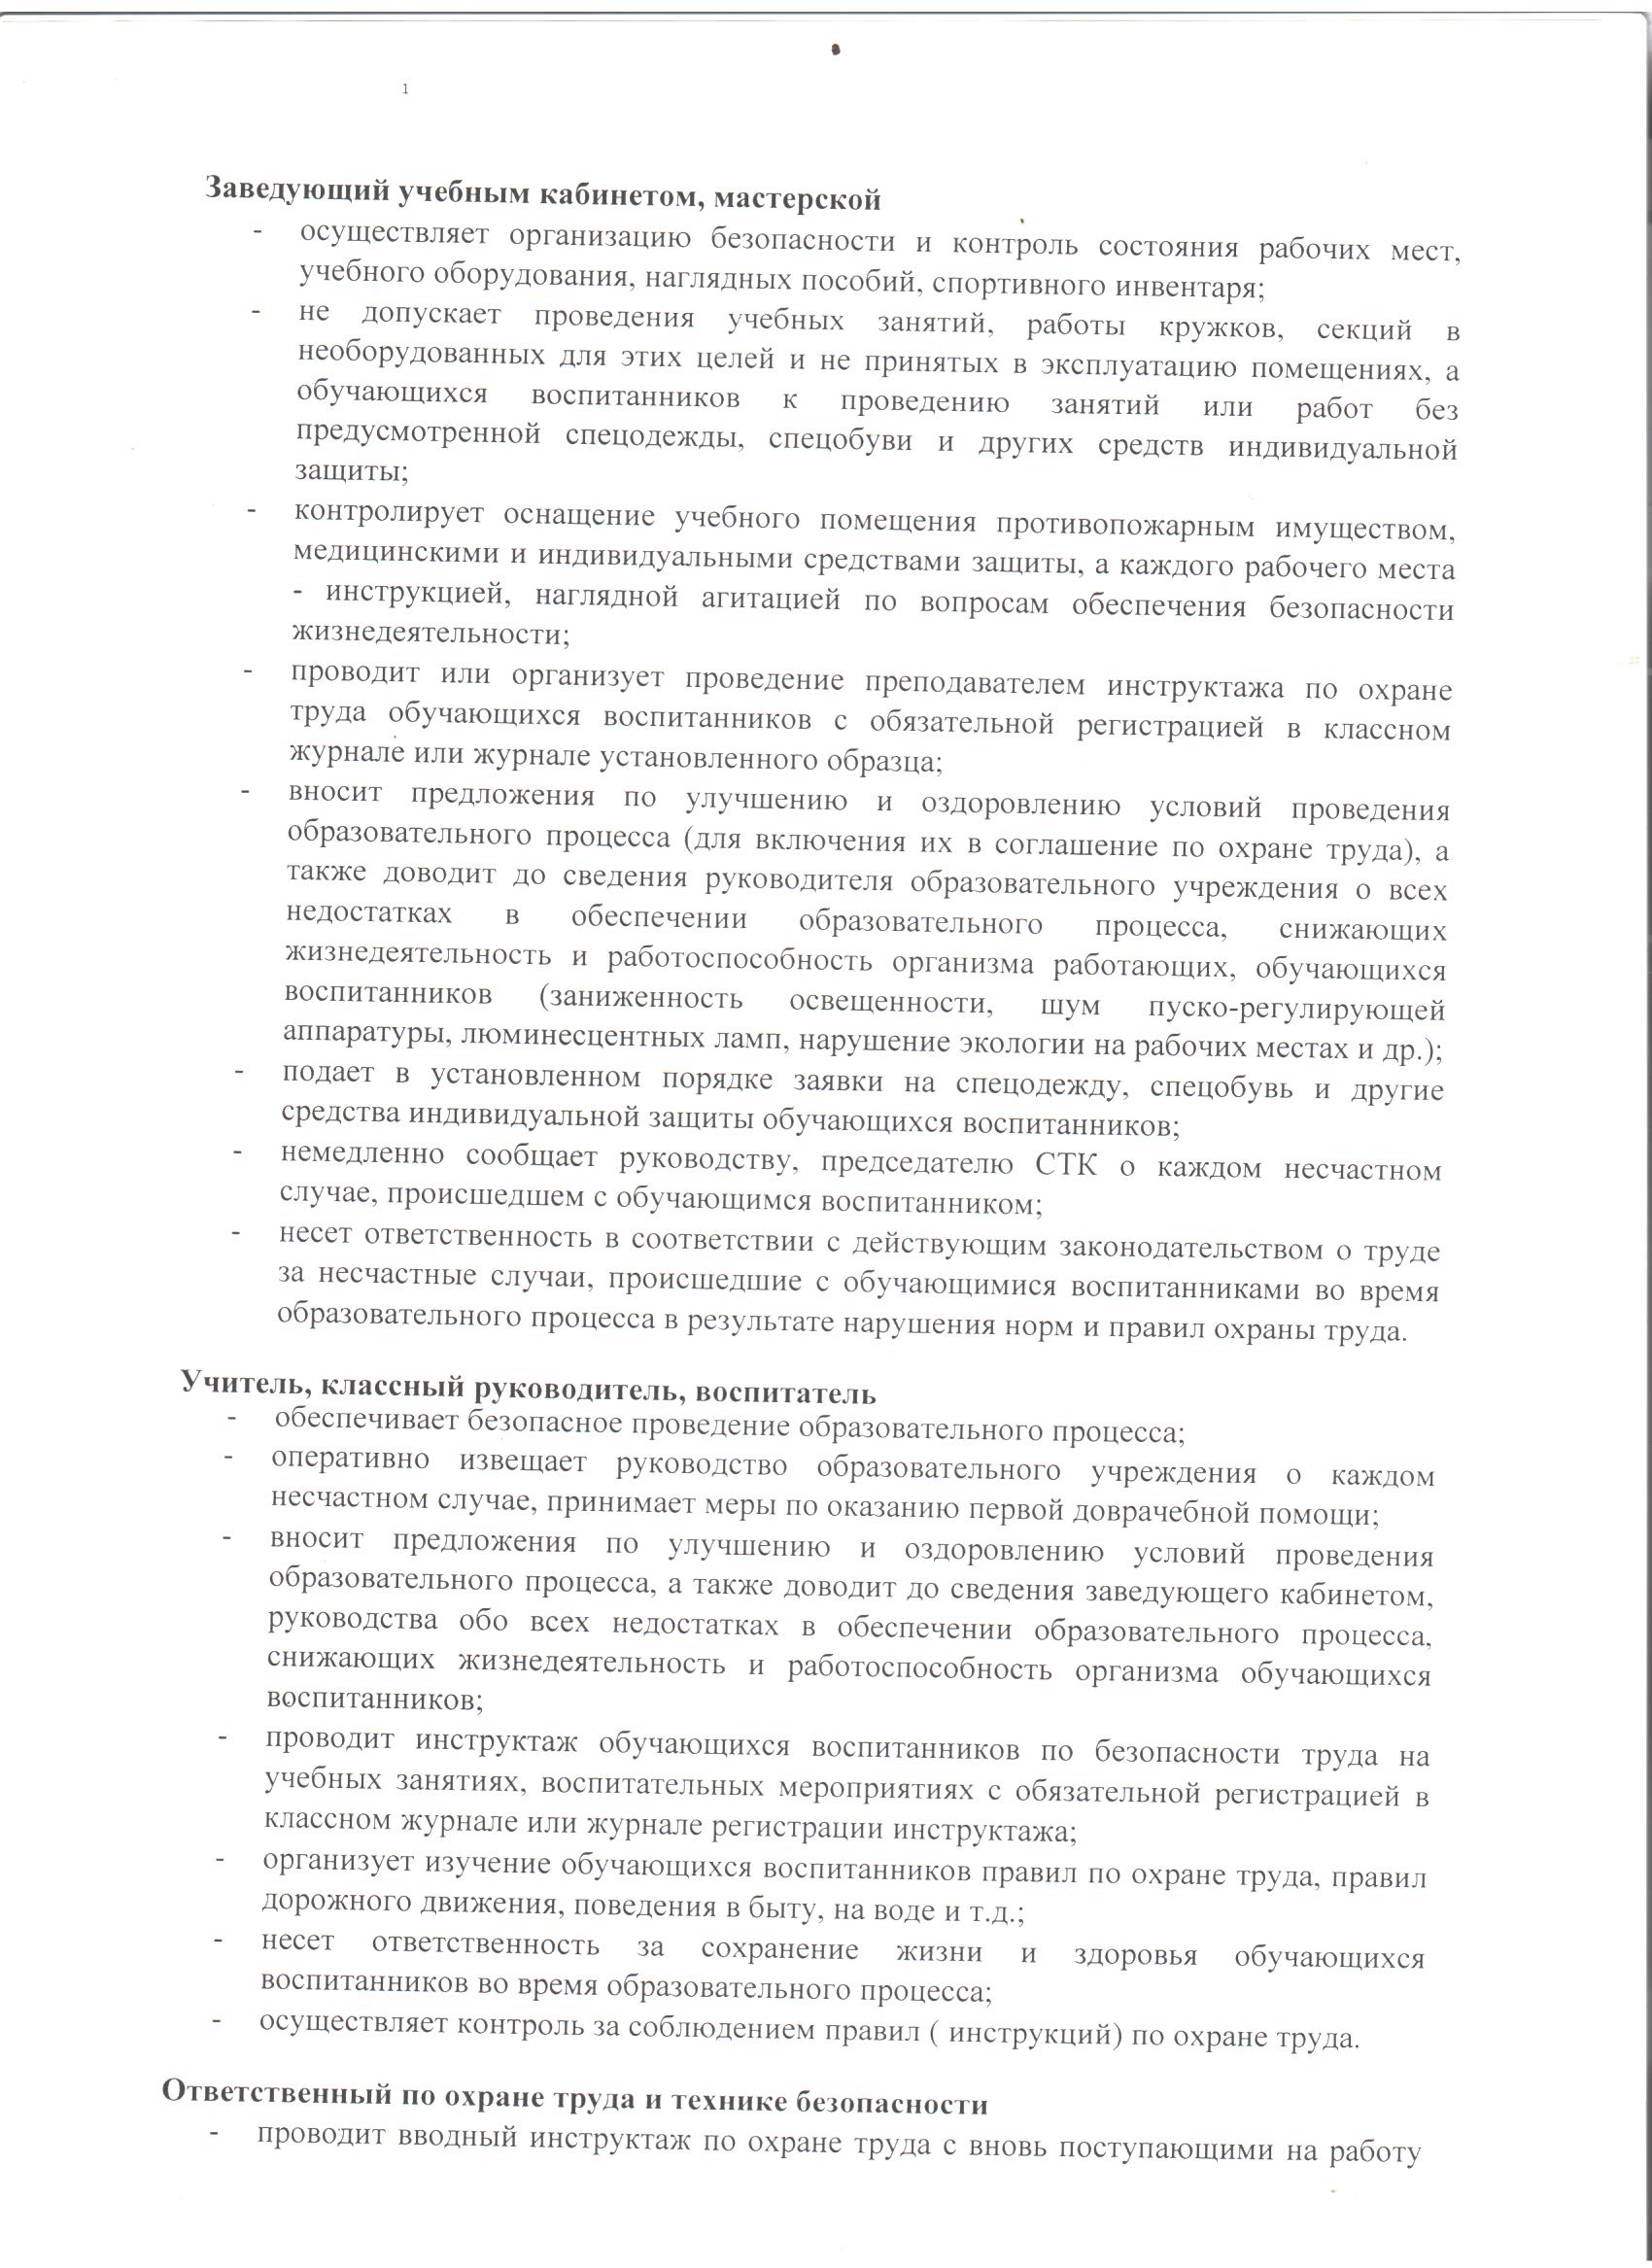 1
Заведующий учебным кабинетом, мастерской
- осуществляет организацию безопасности и контроль состояния рабочих мест,
учебного оборудования, наглядных пособий, спортивного инвентаря;
- не допускает проведения учебных занятий, работы кружков, секций в
необорудованных для этих целей и не принятых в эксплуатацию помещениях, а
обучающихся воспитанников к проведению занятий или работ без
предусмотренной спецодежды, спецобуви и других средств индивидуальной
защиты;
- контролирует оснащение учебного помещения противопожарным имуществом,
медицинскими и индивидуальными средствами защиты, а каждого рабочего места
- инструкцией, наглядной агитацией по вопросам обеспечения безопасности
жизнедеятельности;
- проводит или организует проведение преподавателем инструктажа по охране
труда обучающихся воспитанников с обязательной регистрацией в классном
журнале или журнале установленного образца;
- вносит предложения по улучшению и оздоровлению условий проведения
образовательного процесса (для включения их в соглашение по охране труда), а
также доводит до сведения руководителя образовательного учреждения о всех
недостатках в обеспечении образовательного процесса, снижающих
жизнедеятельность и работоспособность организма работающих, обучающихся
воспитанников (заниженность освещенности, шум пуско-регулирующей
аппаратуры, люминесцентных ламп, нарушение экологии на рабочих местах и др.);
- подает в установленном порядке заявки на спецодежду, спецобувь и другие
средства индивидуальной защиты обучающихся воспитанников;
- немедленно сообщает руководству, председателю СТК о каждом несчастном
случае, происшедшем с обучающимся воспитанником;
- несет ответственность в соответствии с действующим законодательством о труде
за несчастные случаи, происшедшие с обучающимися воспитанниками во время
образовательного процесса в результате нарушения норм и правил охраны труда.
Учитель, классный руководитель, воспитатель
- обеспечивает безопасное проведение образовательного процесса;
- оперативно извещает руководство образовательного учреждения о каждом
несчастном случае, принимает меры по оказанию первой доврачебной помощи;
- вносит предложения по улучшению и оздоровлению условий проведения
образовательного процесса, а также доводит до сведения заведующего кабинетом,
руководства обо всех недостатках в обеспечении образовательного процесса,
снижающих жизнедеятельность и работоспособность организма обучающихся
воспитанников;
- проводит инструктаж обучающихся воспитанников по безопасности труда на
учебных занятиях, воспитательных мероприятиях с обязательной регистрацией в
классном журнале или журнале регистрации инструктажа;
- организует изучение обучающихся воспитанников правил по охране труда, правил
дорожного движения, поведения в быту, на воде и т.д.;
- несет ответственность за сохранение жизни и здоровья обучающихся
воспитанников во время образовательного процесса;
- осуществляет контроль за соблюдением правил ( инструкций) по охране труда.
Ответственный по охране труда и технике безопасности
- проводит вводный инструктаж по охране труда с вновь поступающими на работу